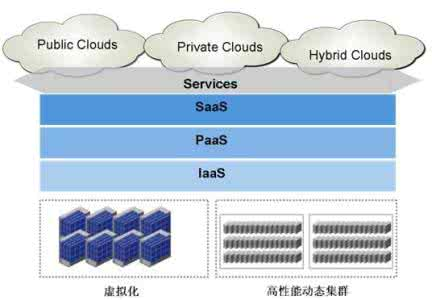 Public Clouds
Private Clouds
Hybrid Clouds
Services
SaaS
PaaS
IaaS
虚拟化
高性能动态集群